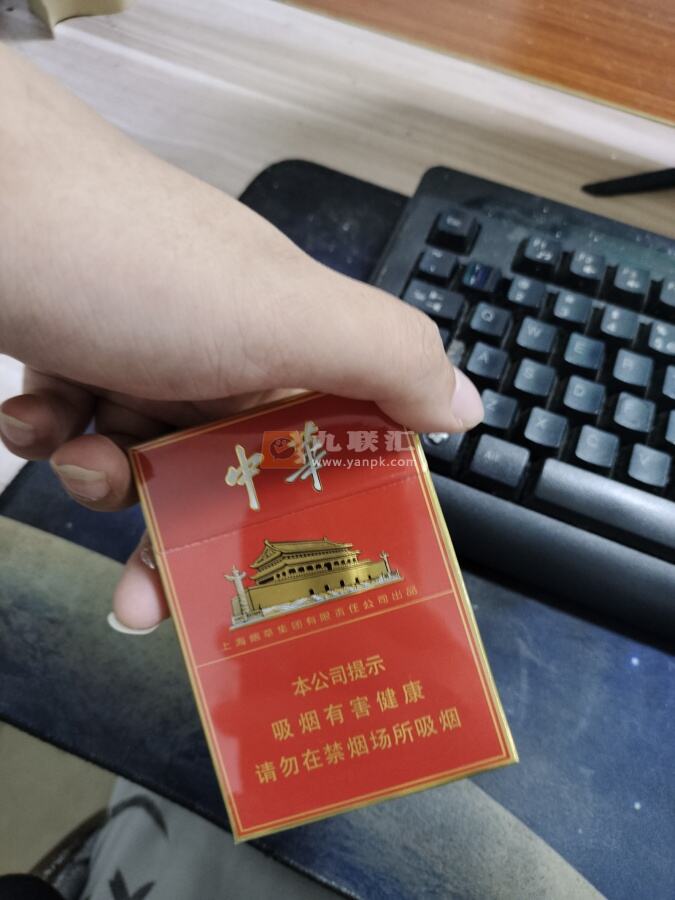 中华
九联汇
www.yanpk.com
上海烟草集团有限责任公司出品
本公司提示
吸烟有害健康
请勿在禁烟场所吸烟
Q
W
E
R
A
S
D
F
Z
X
C
V
Alt